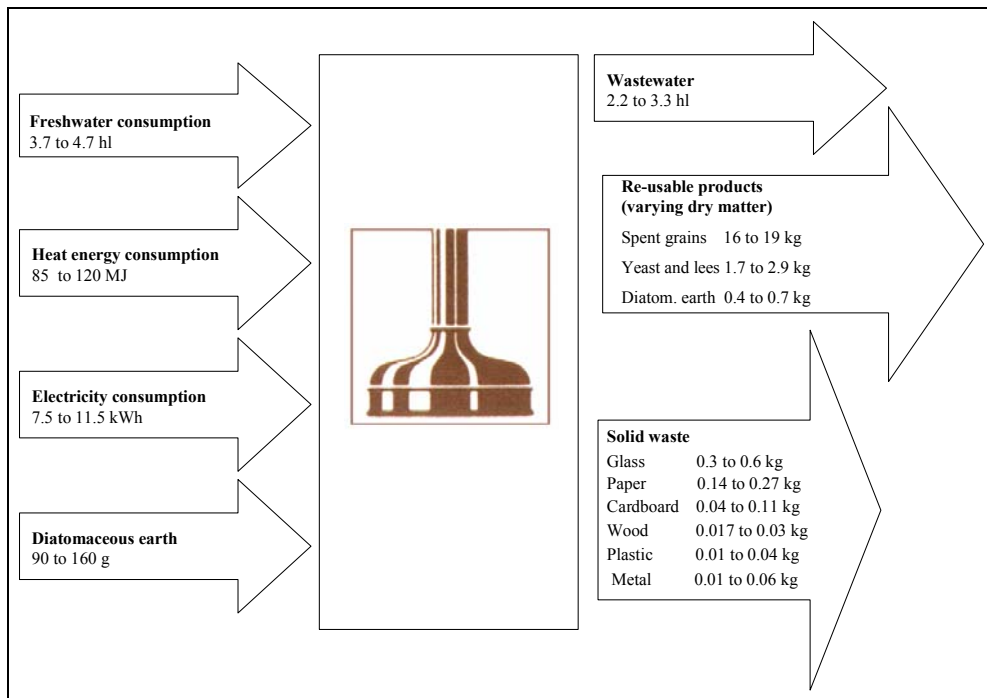 Freshwater consumption
3.7 to 4.7 hl
Heat energy consumption
85 to 120 MJ
Electricity consumption
7.5 to 11.5 kWh
Diatomaceous earth
90 to 160 g
Wastewater
2.2 to 3.3 hl
Re-usable products
(varying dry matter)
Spent grains 16 to 19 kg
Yeast and lees 1.7 to 2.9 kg
Diatom. earth 0.4 to 0.7 kg
Solid waste
Glass 0.3 to 0.6 kg
Paper 0.14 to 0.27 kg
Cardboard 0.04 to 0.11 kg
Wood 0.017 to 0.03 kg
Plastic 0.01 to 0.04 kg
Metal 0.01 to 0.06 kg